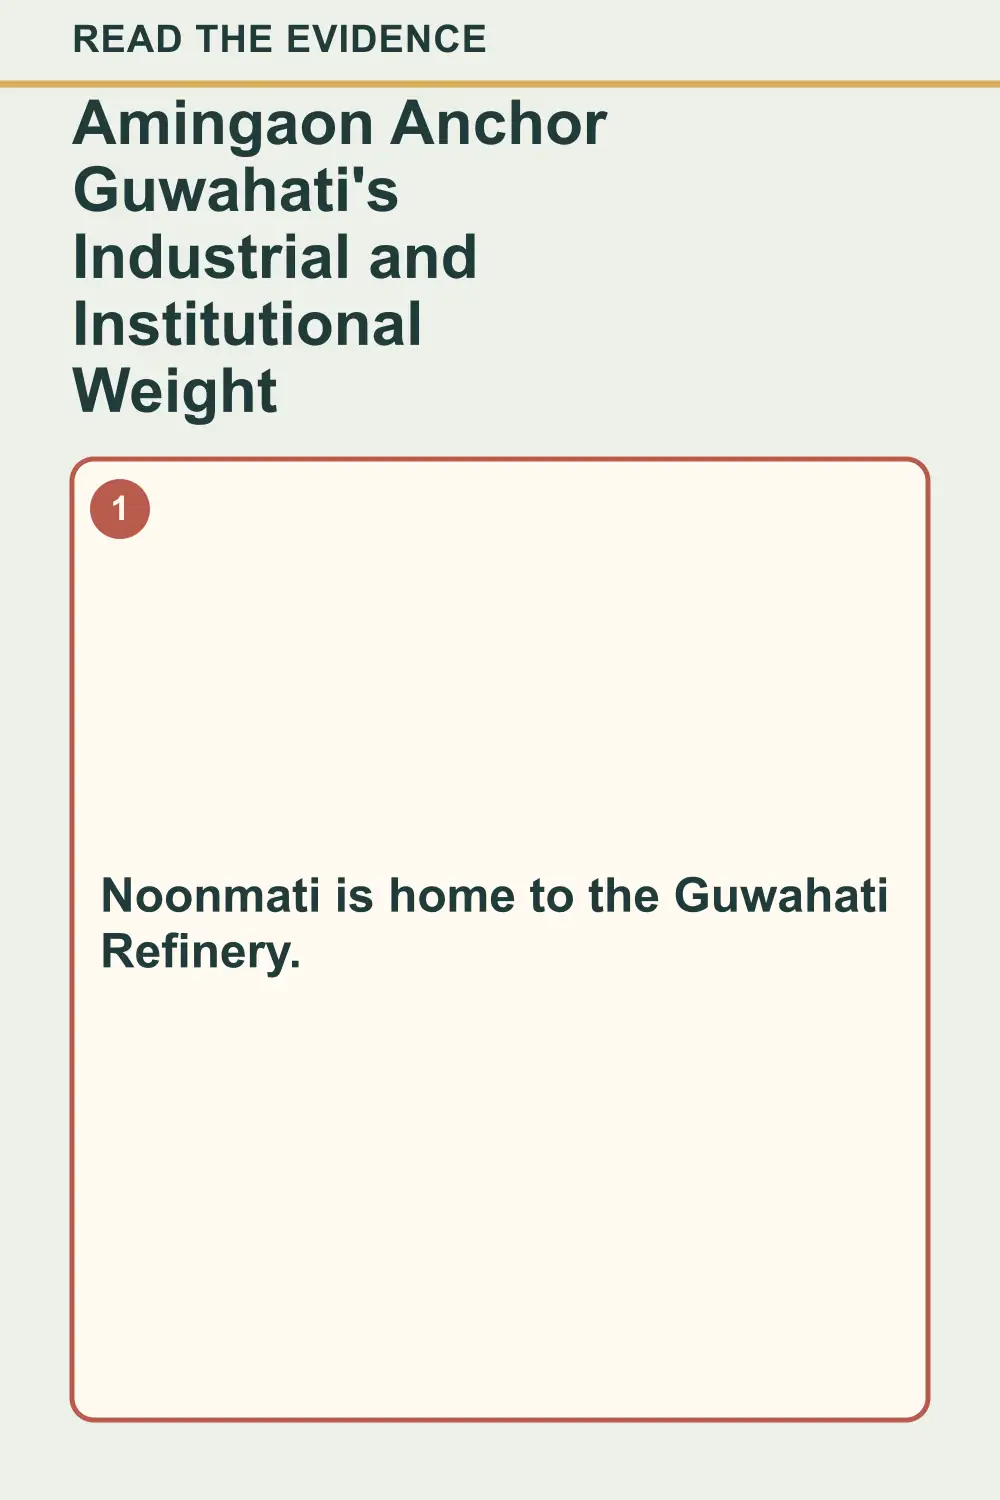 READ THE EVIDENCE
Amingaon Anchor
Guwahati's
Industrial and
Institutional
Weight
1
Noonmati is home to the Guwahati
Refinery.